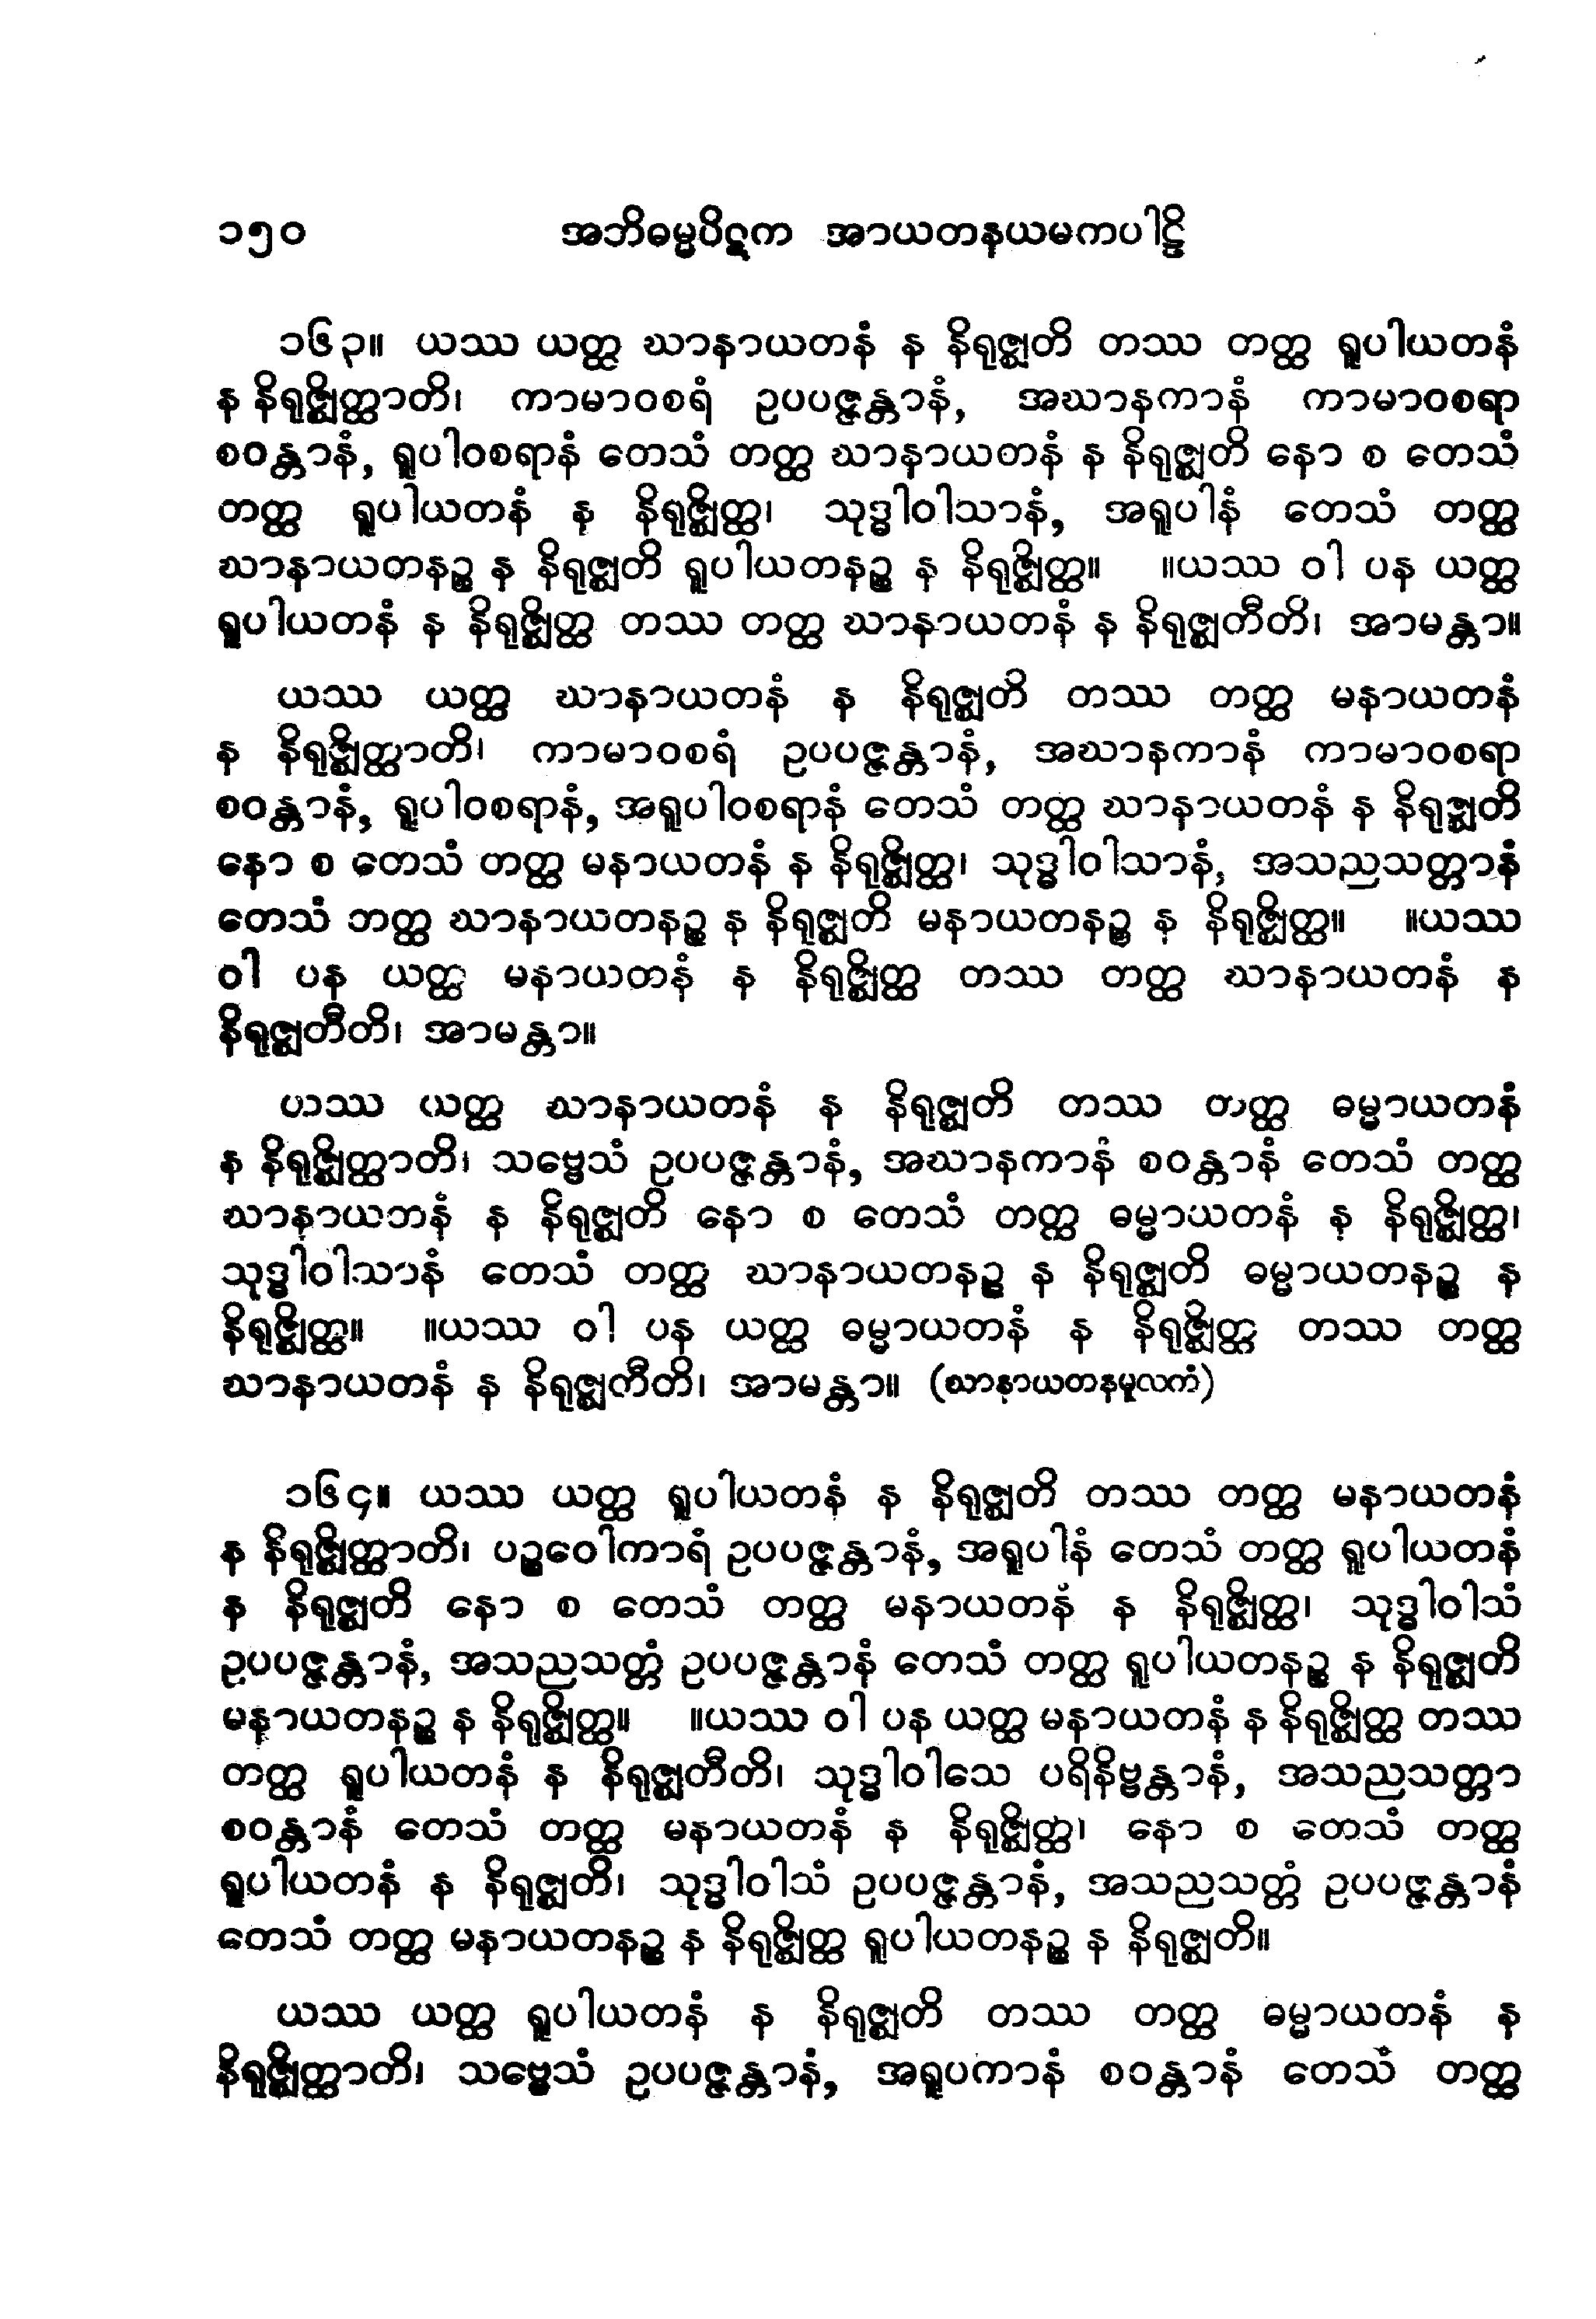 ၁၅၀ အဘိဓမ္မပိဋက အာယတနယမကပါဠိ
၁၆၃။ ယဿ ယတ္ထ ဃာနာယတနံ န နိရုဇ္ဈတိ တဿ တတ္ထ ရူပါယတနံ
န နိရုဇ္ဈိတ္ထာတိ၊ ကာမာဝစရံ ဥပပဇ္ဇန္တာနံ, အဃာနကာနံ ကာမာဝစရာ
စဝန္တာနံ, ရူပါဝစရာနံ တေသံ တတ္ထ ဃာနာယတနံ န နိရုဇ္ဈတိ နော စ တေသံ
တတ္ထ ရူပါယတနံ န နိရုဇ္ဈိတ္ထ၊ သုဒ္ဓါဝါသာနံ, အရူပါနံ တေသံ တတ္ထ
ဃာနာယတနဉ္စ န နိရုဇ္ဈတိ ရူပါယတနဉ္စ န နိရုဇ္ဈိတ္ထ။ ။ယဿ ဝါ ပန ယတ္ထ
ရူပါယတနံ န နိရုဇ္ဈိတ္ထ တဿ တတ္ထ ဃာနာယတနံ န နိရုဇ္ဈတီတိ၊ အာမန္တာ။
ယဿ ယတ္ထ ဃာနာယတနံ န နိရုဇ္ဈတိ တဿ တတ္ထ မနာယတနံ
န နိရုဇ္ဈိတ္ထာတိ၊ ကာမာဝစရံ ဥပပဇ္ဇန္တာနံ, အဃာနကာနံ ကာမာဝစရာ
စဝန္တာနံ, ရူပါဝစရာနံ, အရူပါဝစရာနံ တေသံ တတ္ထ ဃာနာယတနံ န နိရုဇ္ဈတိ
နော စ တေသံ တတ္ထ မနာယတနံ န နိရုဇ္ဈိတ္ထ၊ သုဒ္ဓါဝါသာနံ, အသညသတ္တာနံ
တေသံ ဘတ္ထ ဃာနာယတနဉ္စ န နိရုဇ္ဈတိ မနာယတနဉ္စ န နိရုဇ္ဈိတ္ထ။ ။ယဿ
ဝါ ပန ယတ္ထ မနာယတနံ န နိရုဇ္ဈိတ္ထ တဿ တတ္ထ ဃာနာယတနံ န
နိရုဇ္ဈတီတိ၊ အာမန္တာ။
ယဿ ယတ္ထ ဃာနာယတနံ န နိရုဇ္ဈတိ တဿ တတ္ထ ဓမ္မာယတနံ
န နိရုဇ္ဈိတ္ထာတိ၊ သဗ္ဗေသံ ဥပပဇ္ဇန္တာနံ, အဃာနကာနံ စဝန္တာနံ တေသံ တတ္ထ
ဃာနာယဘနံ န နိရုဇ္ဈတိ နော စ တေသံ တတ္ထ ဓမ္မာယတနံ န နိရုဇ္ဈိတ္ထ၊
သုဒ္ဓါဝါသာနံ တေသံ တတ္ထ ဃာနာယတနဉ္စ န နိရုဇ္ဈတိ ဓမ္မာယတနဉ္စ န
နိရုဇ္ဈိတ္ထ။ ။ယဿ ဝါ ပန ယတ္ထ ဓမ္မာယတနံ န နိရုဇ္ဈိတ္ထ တဿ တတ္ထ
ဃာနာယတနံ န နိရုဇ္ဈတီတိ၊ အာမန္တာ။ (ဃာနာယတနမူလကံ)
၁၆၄။ ယဿ ယတ္ထ ရူပါယတနံ န နိရုဇ္ဈတိ တဿ တတ္ထ မနာယတနံ
န နိရုဇ္ဈိတ္ထာတိ၊ ပဉ္စဝေါကာရံ ဥပပဇ္ဇန္တာနံ, အရူပါနံ တေသံ တတ္ထ ရူပါယတနံ
န နိရုဇ္ဈတိ နော စ တေသံ တတ္ထ မနာယတနံ န နိရုဇ္ဈိတ္ထ၊ သုဒ္ဓါဝါသံ
ဥပပဇ္ဇန္တာနံ, အသညသတ္တံ ဥပပဇ္ဇန္တာနံ တေသံ တတ္ထ ရူပါယတနဉ္စ န နိရုဇ္ဈတိ
မနာယတနဉ္စ န နိရုဇ္ဈိတ္ထ။ ။ယဿ ဝါ ပန ယတ္ထ မနာယတနံ န နိရုဇ္ဈိတ္ထ တဿ
တတ္ထ ရူပါယတနံ န နိရုဇ္ဈတီတိ၊ သုဒ္ဓါဝါသေ ပရိနိဗ္ဗန္တာနံ, အသညသတ္တာ
စဝန္တာနံ တေသံ တတ္ထ မနာယတနံ န နိရုဇ္ဈိတ္ထ၊ နော စ တေသံ တတ္ထ
ရူပါယတနံ န နိရုဇ္ဈတိ၊ သုဒ္ဓါဝါသံ ဥပပဇ္ဇန္တာနံ, အသညသတ္တံ ဥပပဇ္ဇန္တာနံ
တေသံ တတ္ထ မနာယတနဉ္စ န နိရုဇ္ဈိတ္ထ ရူပါယတနဉ္စ န နိရုဇ္ဈတိ။
ယဿ ယတ္ထ ရူပါယတနံ န နိရုဇ္ဈတိ တဿ တတ္ထ ဓမ္မာယတနံ န
နိရုဇ္ဈိတ္ထာတိ၊ သဗ္ဗေသံ ဥပပဇ္ဇန္တာနံ, အရူပကာနံ စဝန္တာနံ တေသံ တတ္ထ